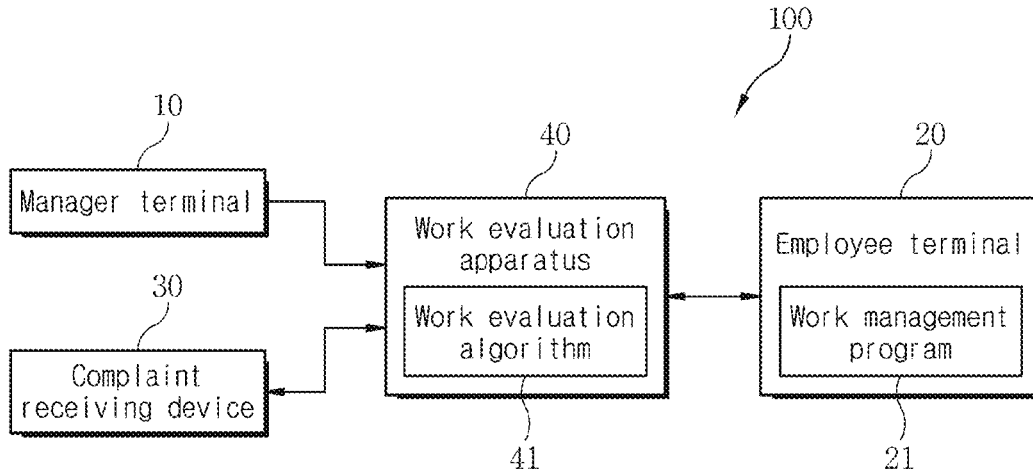 100
10
Manager terminal
40
Work evaluation
apparatus
Work evaluation
algorithm
41
20
Employee terminal
Work management
program
21
30
Complaint
receiving device